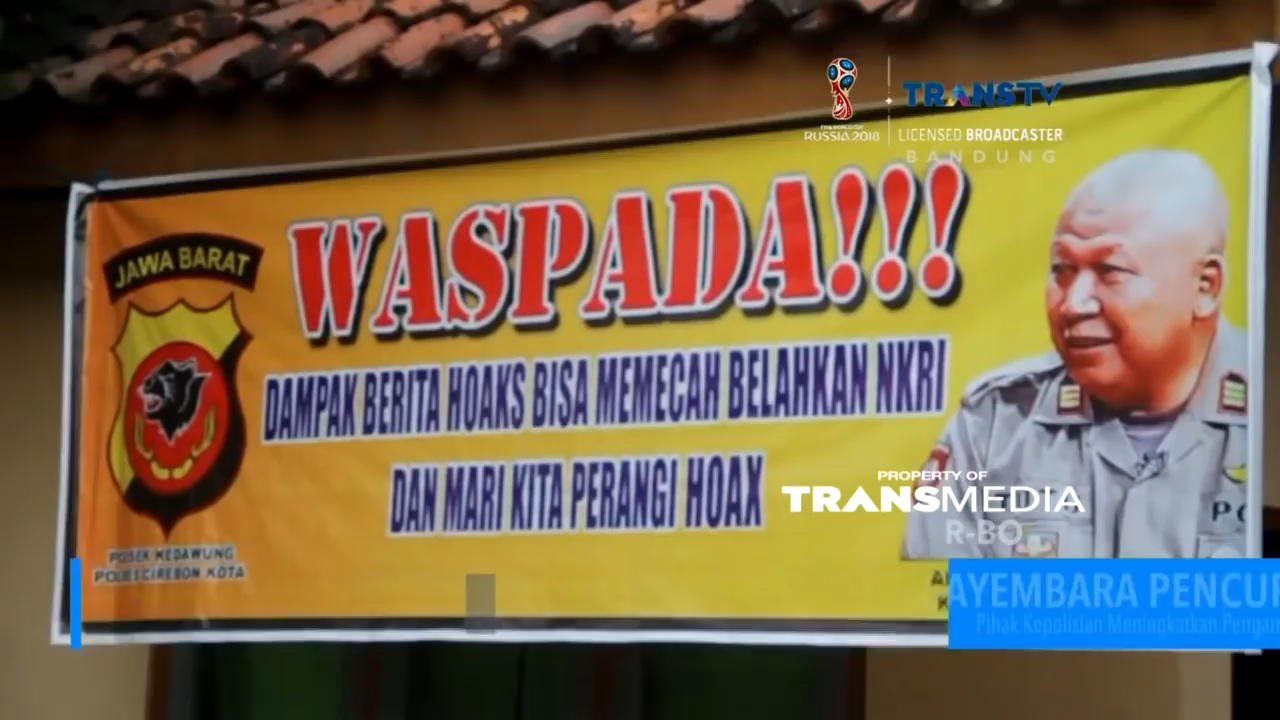 RUSSIA 2018
TRANSTV
LICENSED BROADCASTER
BANDUNG
WASPADA!!!
JAWA BARAT
DAMPAK BERITA HOAKS BISA MEMECAH BELAHKAN NKRI
DAN MARI KITA PERANGI HOAX
PROPERTY OF
TRANSMEDIA
R-BO
POLSEK KEDAWUNG
POLRES CIREBON KOTA
AYEMBARA PENCU
Pihak Kepolisian Meningkatkan Pengam